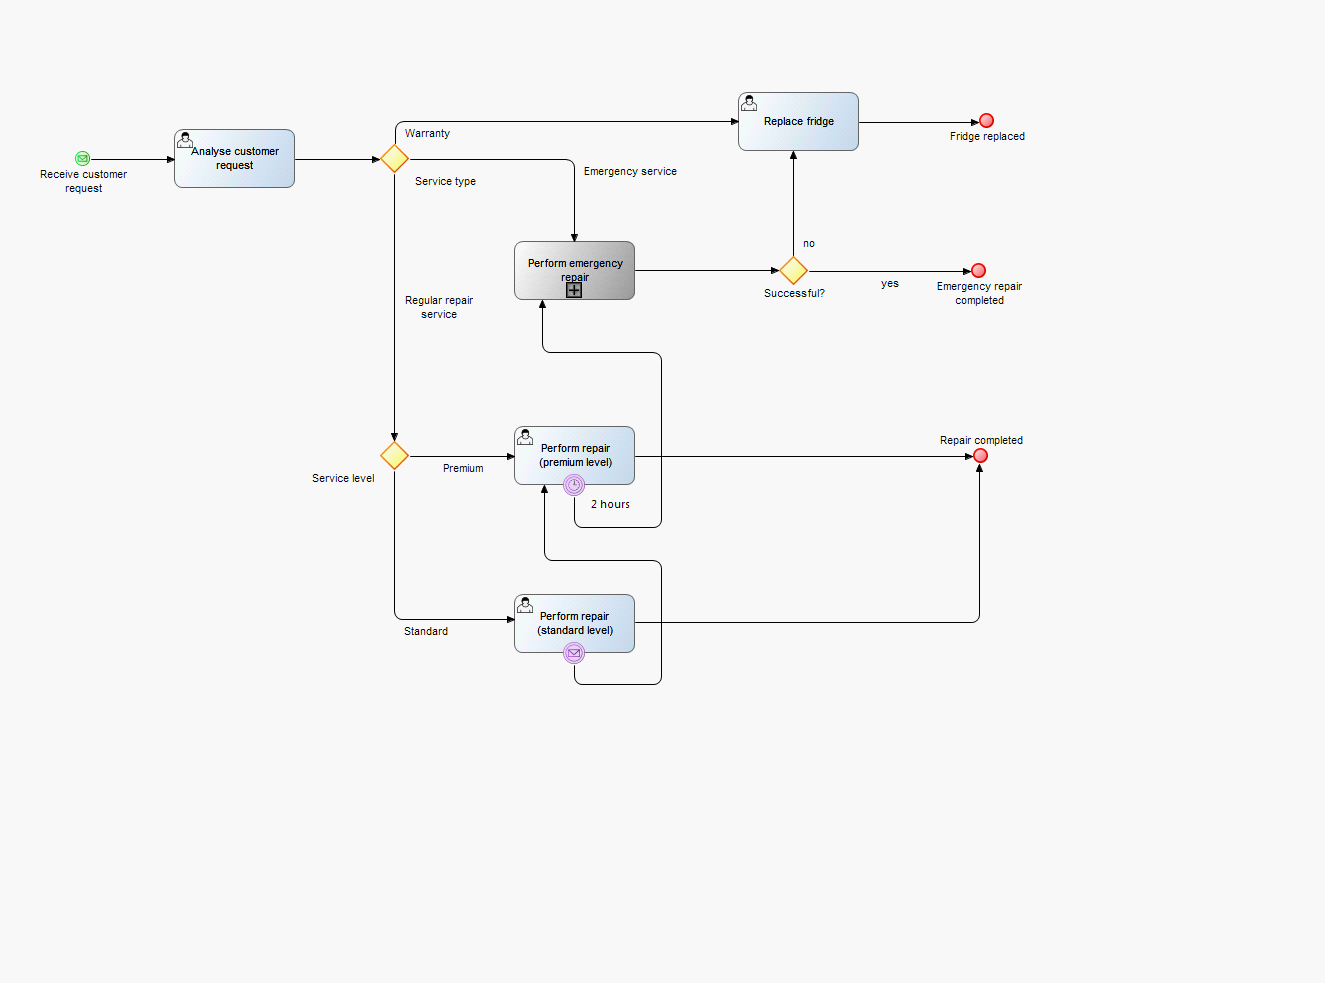 Replace fridge
Warranty
Fridge replaced
Analyse customer
request
Receive customer
request
Service type
Emergency service
no
Perform emergency
repair
Successful?
yes
Emergency repair
completed
Regular repair
service
Repair completed
Perform repair
(premium level)
Premium
Service level
2 hours
Perform repair
(standard level)
Standard